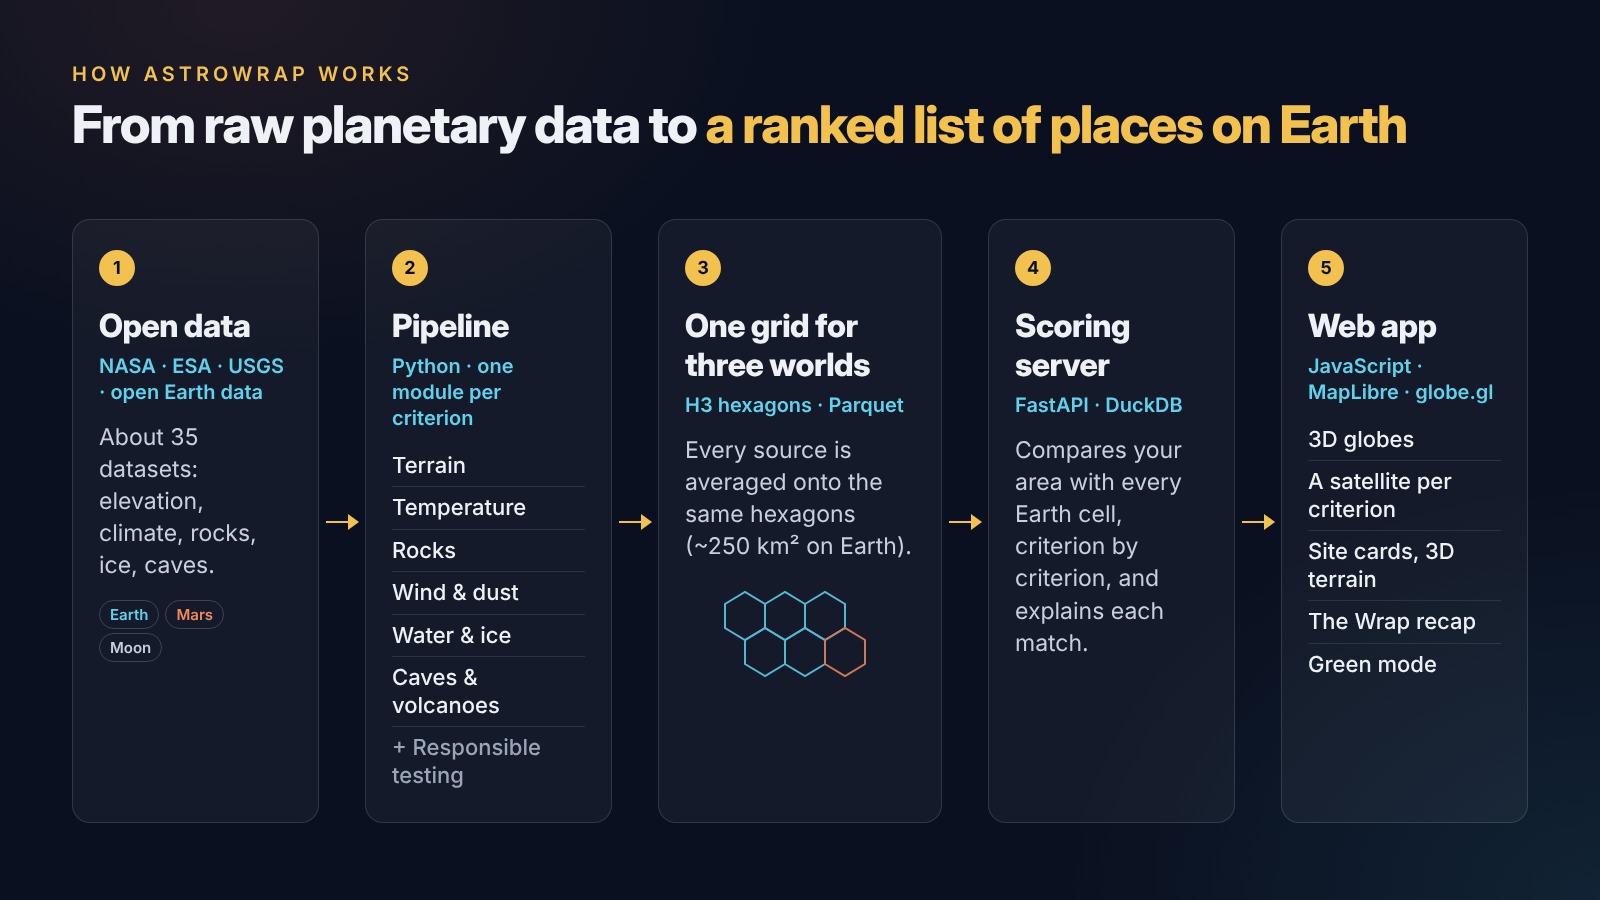 HOW ASTROWRAP WORKS
From raw planetary data to a ranked list of places on Earth
1
Open data
NASA · ESA · USGS
· open Earth data
About 35
datasets:
elevation,
climate, rocks,
ice, caves.
Earth
Mars
Moon
2
Pipeline
Python · one
module per
criterion
Terrain
Temperature
Rocks
Wind & dust
Water & ice
Caves &
volcanoes
+ Responsible
testing
3
One grid for
three worlds
H3 hexagons · Parquet
Every source is
averaged onto the
same hexagons
(~250 km² on Earth).
4
Scoring
server
FastAPI · DuckDB
Compares your
area with every
Earth cell,
criterion by
criterion, and
explains each
match.
5
Web app
JavaScript ·
MapLibre · globe.gl
3D globes
A satellite per
criterion
Site cards, 3D
terrain
The Wrap recap
Green mode